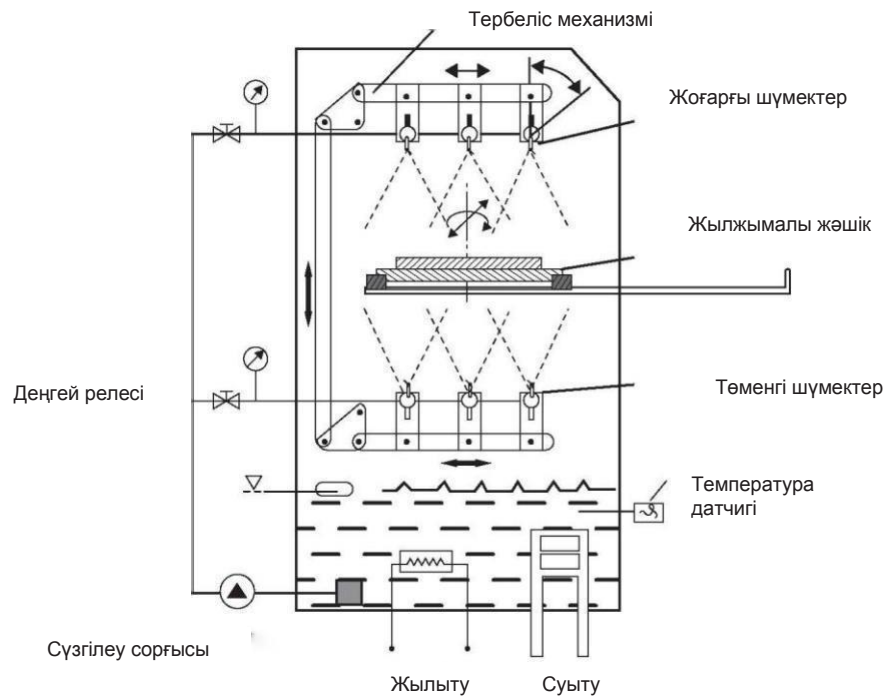 Тербеліс механизмі
Жоғарғы шүмектер
Жылжымалы жәшік
Деңгей релесі
Төменгі шүмектер
Температура
датчигі
Сүзгілеу сорғысы
Жылыту
Суыту